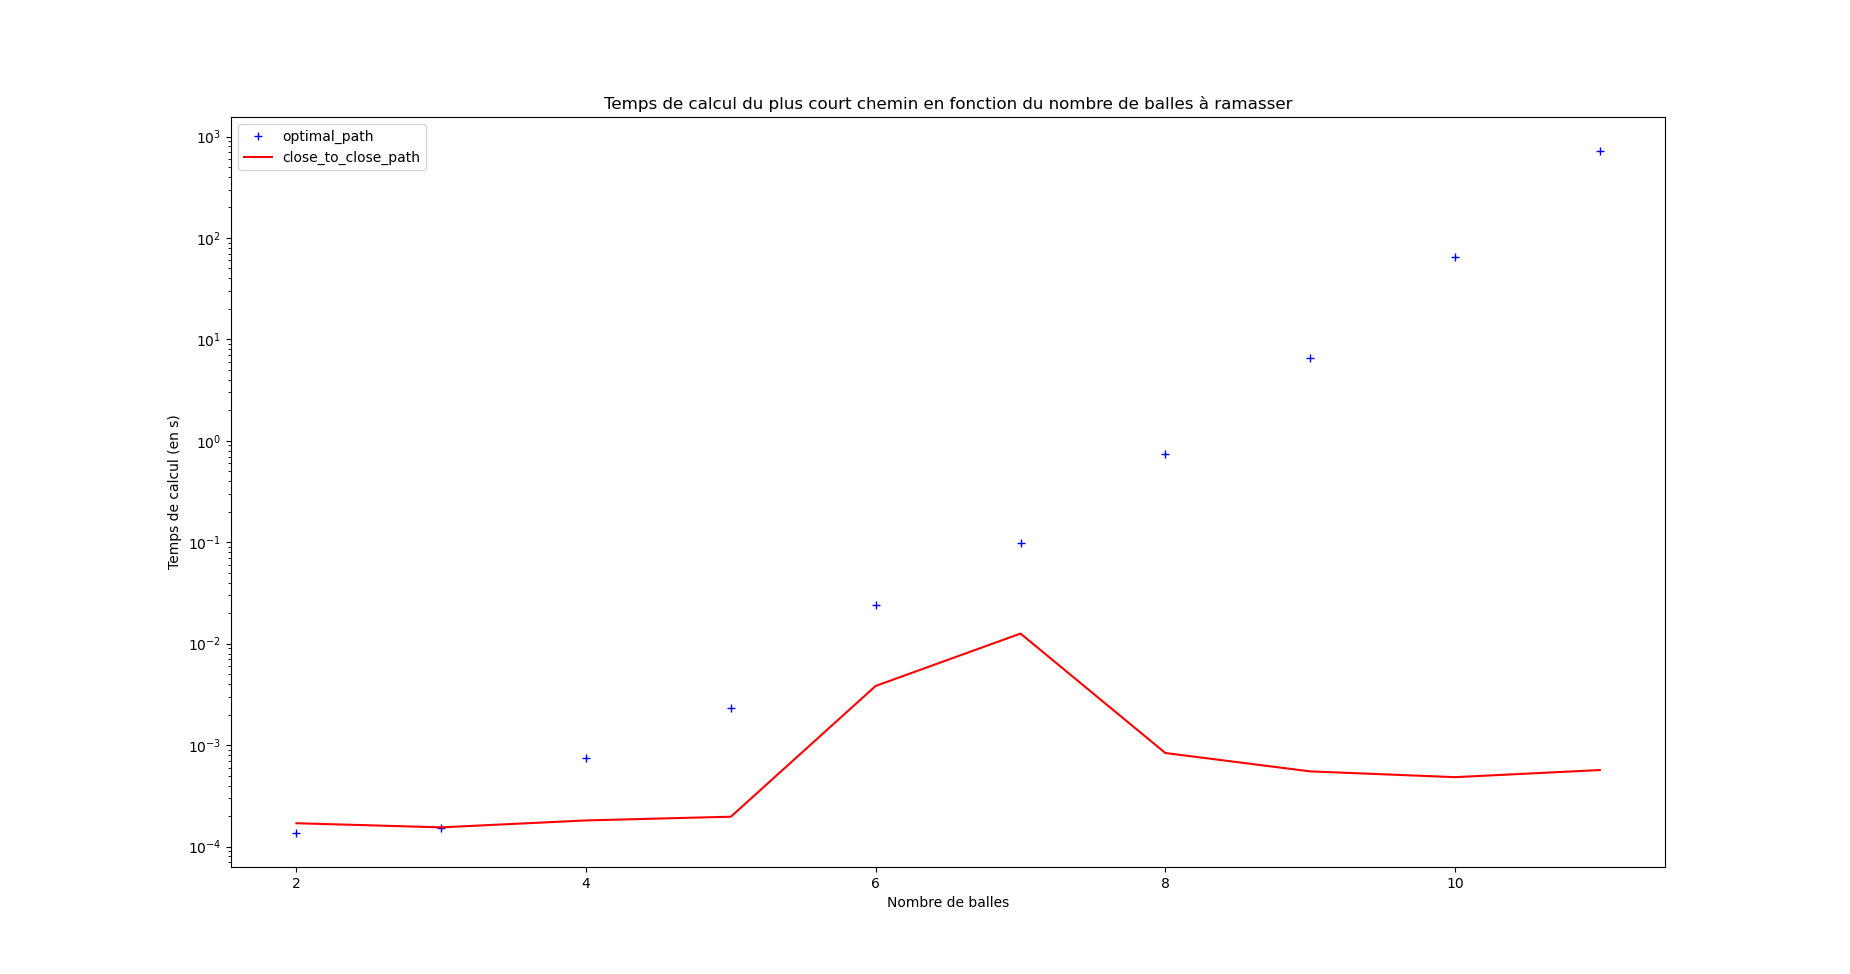 Temps de calcul du plus court chemin en fonction du nombre de balles à ramasser
optimal_path
close_to_close_path
10³
10²
10¹
10⁰
10⁻¹
10⁻²
10⁻³
10⁻⁴
Temps de calcul (en s)
2 4 6 8 10
Nombre de balles